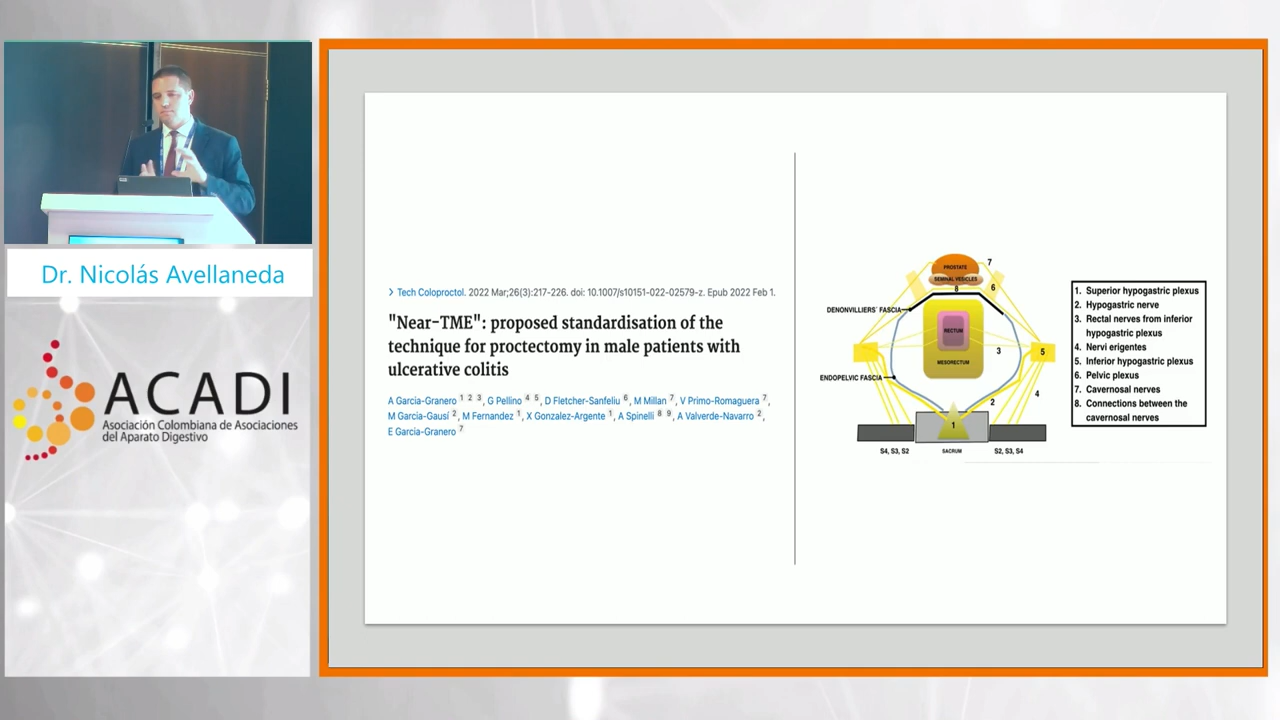 Dr. Nicolás Avellaneda
ACADI
Asociación Colombiana de Asociaciones
del Aparato Digestivo
> Tech Coloproctol. 2022 Mar;26(3):217-226. doi: 10.1007/s10151-022-02579-z. Epub 2022 Feb 1.
"Near-TME": proposed standardisation of the
technique for proctectomy in male patients with
ulcerative colitis
A Garcia-Granero 1 2 3, G Pellino 4 5, D Fletcher-Sanfeliu 6, M Millan 7, V Primo-Romaguera 7,
M Garcia-Gausí 2, M Fernandez 1, X Gonzalez-Argente 1, A Spinelli 8 9, A Valverde-Navarro 2,
E García-Granero 7
PROSTATE
7
SEMINAL VESICLES
8
6
DENONVILLIERS´ FASCIA
RECTUM
3
5
MESORECTUM
ENDOPELVIC FASCIA
4
2
1
S4, S3, S2
SACRUM
S2, S3, S4
1. Superior hypogastric plexus
2. Hypogastric nerve
3. Rectal nerves from inferior
hypogastric plexus
4. Nervi erigentes
5. Inferior hypogastric plexus
6. Pelvic plexus
7. Cavernosal nerves
8. Connections between the
cavernosal nerves